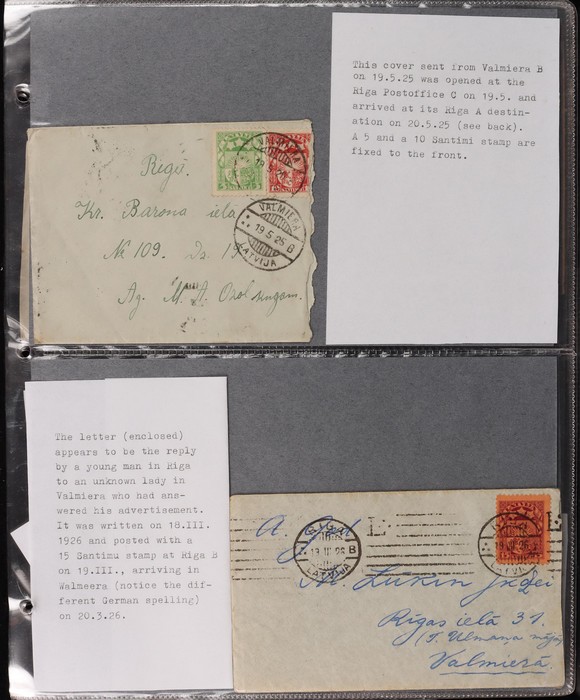 This cover sent from Valmiera B
on 19.5.25 was opened at the
Riga Postoffice C on 19.5. and
arrived at its Riga A destin-
ation on 20.5.25 (see back).
A 5 and a 10 Santimi stamp are
fixed to the front.
Rigā.
Kr. Barona ielā
№ 109. Dz. 19
VALMIERA
19 5 25 B
LATVIJA
The letter (enclosed)
appears to be the reply
by a young man in Riga
to an unknown lady in
Valmiera who had ans-
wered his advertisement.
It was written on 18.III.
1926 and posted with a
15 Santimu stamp at Riga B
on 19.III., arriving in
Walmeera (notice the dif-
ferent German spelling)
on 20.3.26.
RIGA
19 III 26 B
LATVIJA
A. God.
Rīgas ielā 31.
(T. Ulmaņa mājā)
Valmierā.